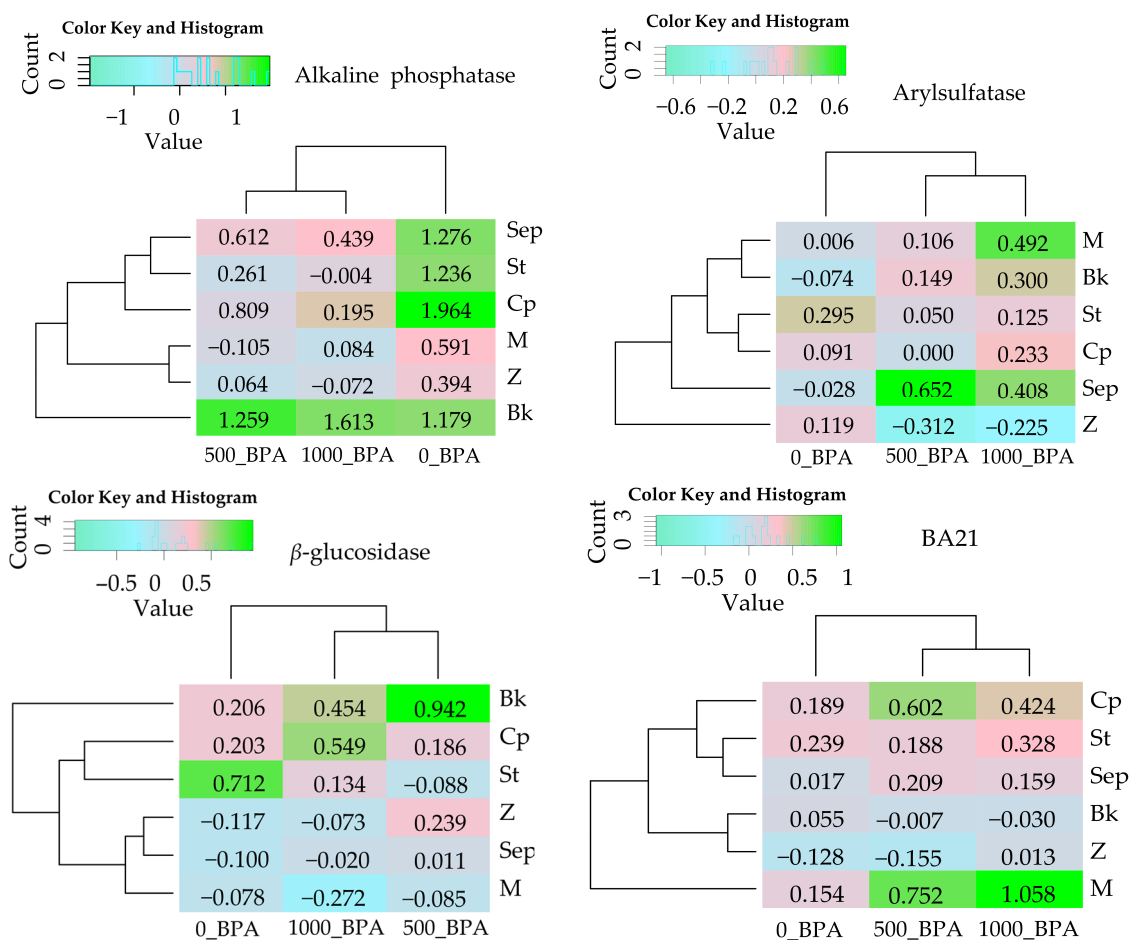 Color Key and Histogram
Count
0 2
−1 0 1
Value
Alkaline phosphatase
0.612 0.439 1.276 Sep
0.261 −0.004 1.236 St
0.809 0.195 1.964 Cp
−0.105 0.084 0.591 M
0.064 −0.072 0.394 Z
1.259 1.613 1.179 Bk
500_BPA 1000_BPA 0_BPA
Color Key and Histogram
Count
0 2
−0.6 −0.2 0.2 0.6
Value
Arylsulfatase
0.006 0.106 0.492 M
−0.074 0.149 0.300 Bk
0.295 0.050 0.125 St
0.091 0.000 0.233 Cp
−0.028 0.652 0.408 Sep
0.119 −0.312 −0.225 Z
0_BPA 500_BPA 1000_BPA
Color Key and Histogram
Count
0 4
−0.5 0 0.5
Value
β-glucosidase
0.206 0.454 0.942 Bk
0.203 0.549 0.186 Cp
0.712 0.134 −0.088 St
−0.117 −0.073 0.239 Z
−0.100 −0.020 0.011 Sep
−0.078 −0.272 −0.085 M
0_BPA 1000_BPA 500_BPA
Color Key and Histogram
Count
0 3
−1 −0.5 0 0.5 1
Value
BA21
0.189 0.602 0.424 Cp
0.239 0.188 0.328 St
0.017 0.209 0.159 Sep
0.055 −0.007 −0.030 Bk
−0.128 −0.155 0.013 Z
0.154 0.752 1.058 M
0_BPA 500_BPA 1000_BPA